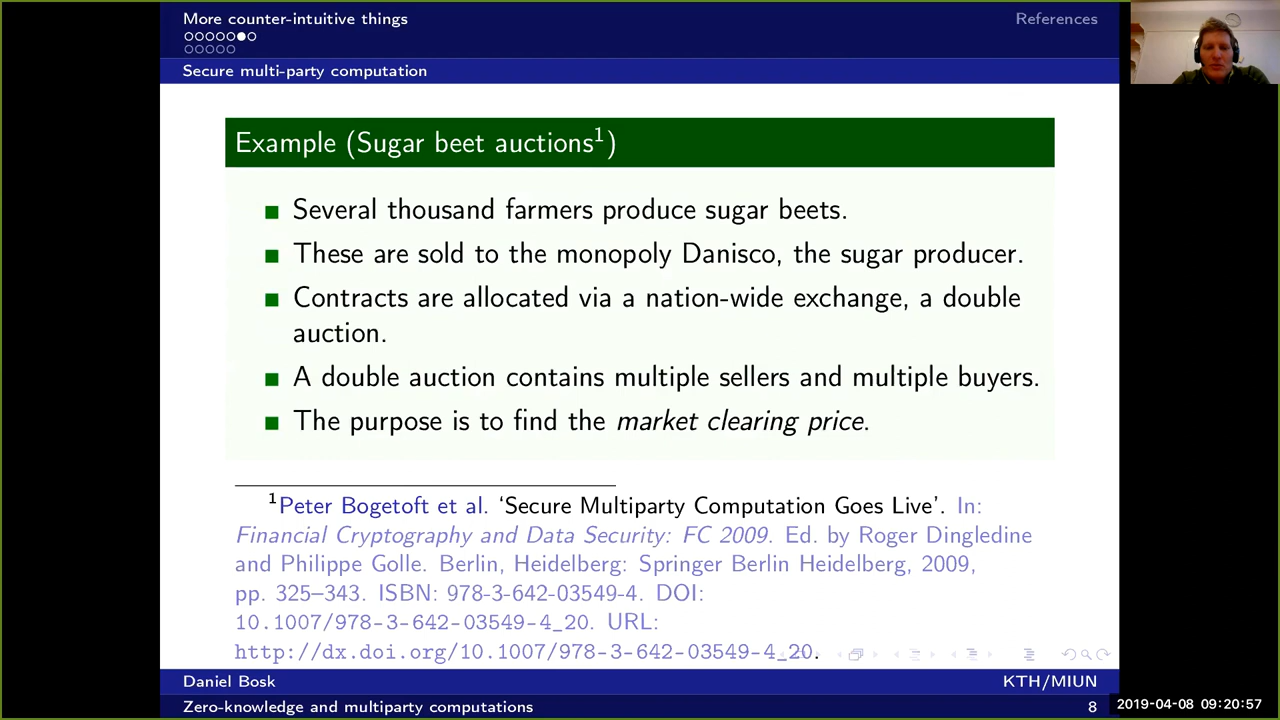 More counter-intuitive things
References
Secure multi-party computation
Example (Sugar beet auctions1)
Several thousand farmers produce sugar beets.
These are sold to the monopoly Danisco, the sugar producer.
Contracts are allocated via a nation-wide exchange, a double
auction.
A double auction contains multiple sellers and multiple buyers.
The purpose is to find the market clearing price.
1Peter Bogetoft et al. ‘Secure Multiparty Computation Goes Live’. In:
Financial Cryptography and Data Security: FC 2009. Ed. by Roger Dingledine
and Philippe Golle. Berlin, Heidelberg: Springer Berlin Heidelberg, 2009,
pp. 325–343. ISBN: 978-3-642-03549-4. DOI:
10.1007/978-3-642-03549-4_20. URL:
http://dx.doi.org/10.1007/978-3-642-03549-4_20.
Daniel Bosk
KTH/MIUN
Zero-knowledge and multiparty computations
8
2019-04-08 09:20:57